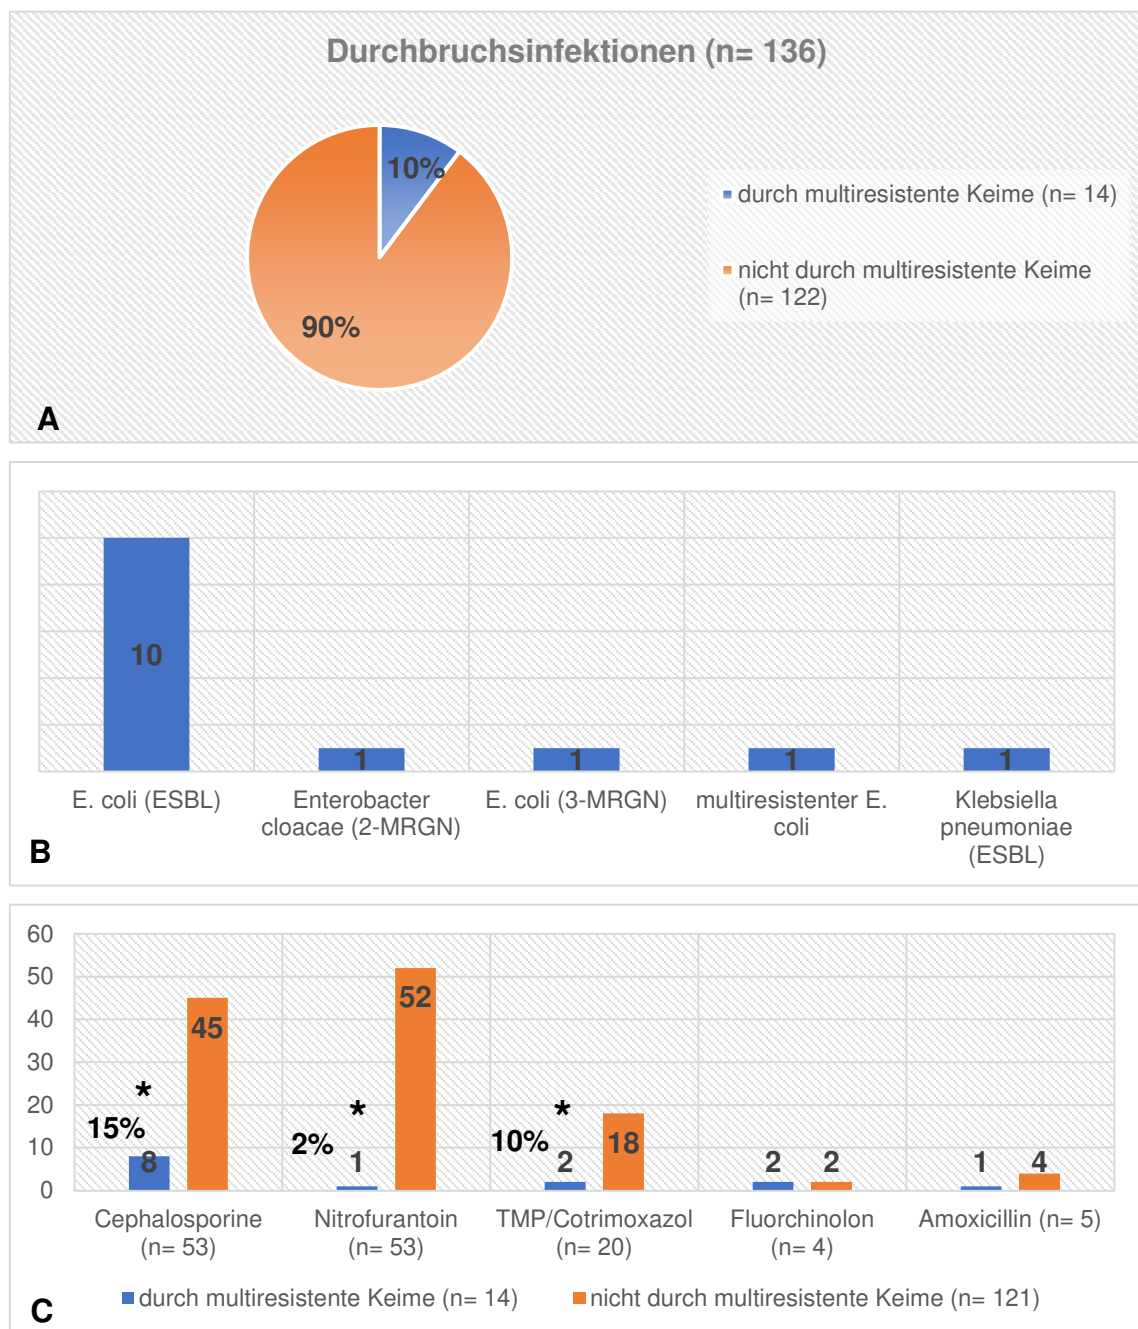 Durchbruchsinfektionen (n= 136)
10%
90%
durch multiresistente Keime (n= 14)
nicht durch multiresistente Keime
(n= 122)
A
10
1
1
1
1
E. coli (ESBL)
Enterobacter
cloacae (2-MRGN)
E. coli (3-MRGN)
multiresistenter E.
coli
Klebsiella
pneumoniae
(ESBL)
B
60
50
40
30
20
10
0
*
15%
8
45
*
2%
1
52
*
10%
2
18
2
2
1
4
Cephalosporine
(n= 53)
Nitrofurantoin
(n= 53)
TMP/Cotrimoxazol
(n= 20)
Fluorchinolon
(n= 4)
Amoxicillin (n= 5)
durch multiresistente Keime (n= 14)
nicht durch multiresistente Keime (n= 121)
C